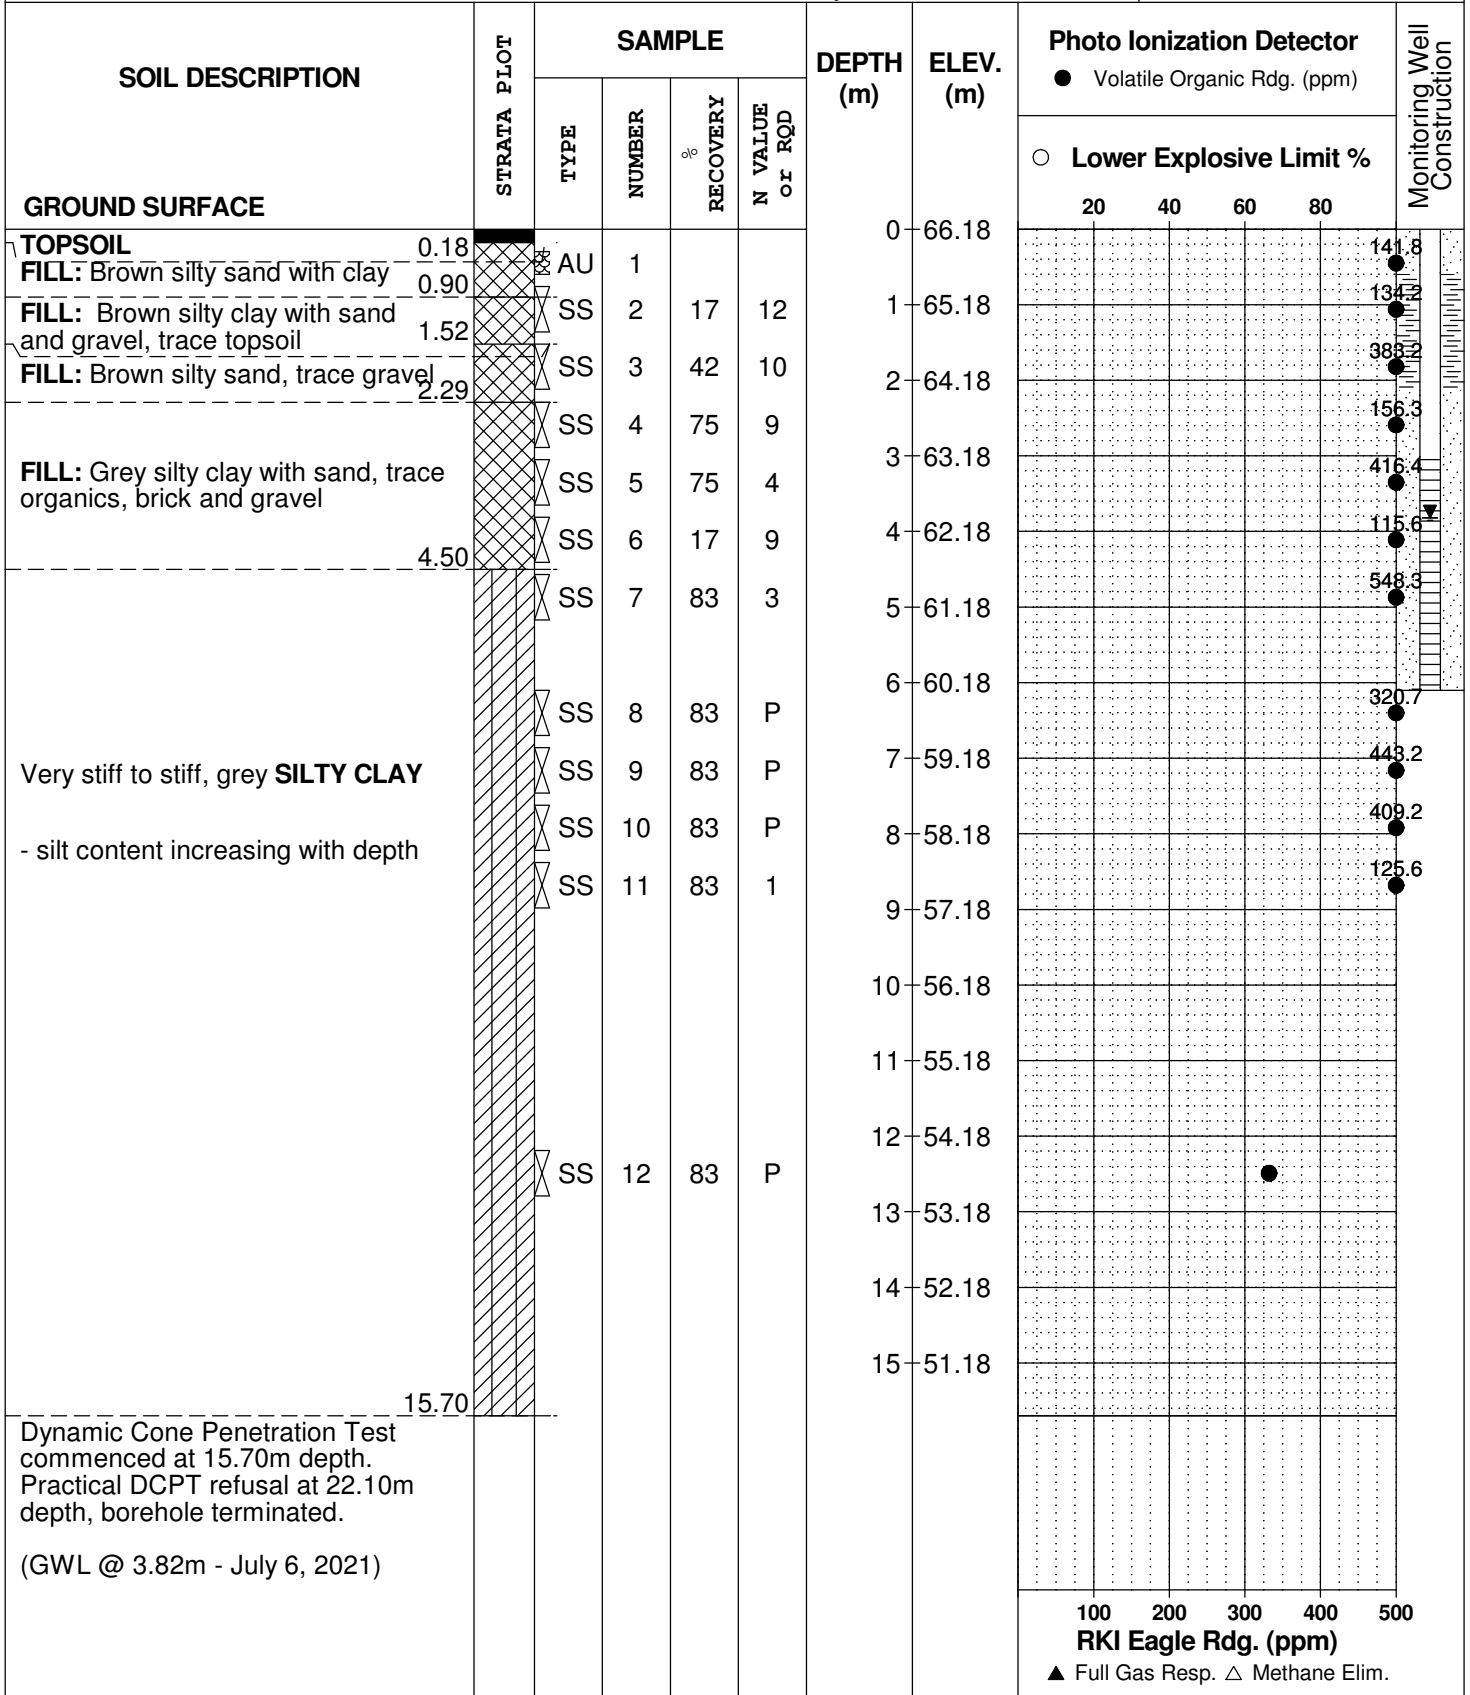 SOIL DESCRIPTION
GROUND SURFACE
STRATA PLOT
SAMPLE
TYPE
NUMBER
% RECOVERY
N VALUE or RQD
DEPTH (m)
ELEV. (m)
Photo Ionization Detector
● Volatile Organic Rdg. (ppm)
○ Lower Explosive Limit %
20 40 60 80
Monitoring Well Construction
TOPSOIL 0.18
FILL: Brown silty sand with clay
0.90
FILL: Brown silty clay with sand
and gravel, trace topsoil 1.52
FILL: Brown silty sand, trace gravel
2.29
FILL: Grey silty clay with sand, trace
organics, brick and gravel
4.50
Very stiff to stiff, grey SILTY CLAY
- silt content increasing with depth
15.70
Dynamic Cone Penetration Test
commenced at 15.70m depth.
Practical DCPT refusal at 22.10m
depth, borehole terminated.
(GWL @ 3.82m - July 6, 2021)
AU 1
SS 2 17 12
SS 3 42 10
SS 4 75 9
SS 5 75 4
SS 6 17 9
SS 7 83 3
SS 8 83 P
SS 9 83 P
SS 10 83 P
SS 11 83 1
SS 12 83 P
0 66.18
1 65.18
2 64.18
3 63.18
4 62.18
5 61.18
6 60.18
7 59.18
8 58.18
9 57.18
10 56.18
11 55.18
12 54.18
13 53.18
14 52.18
15 51.18
141.8
134.2
383.2
156.3
416.4
115.6
548.3
320.7
443.2
409.2
125.6
100 200 300 400 500
RKI Eagle Rdg. (ppm)
▲ Full Gas Resp. △ Methane Elim.